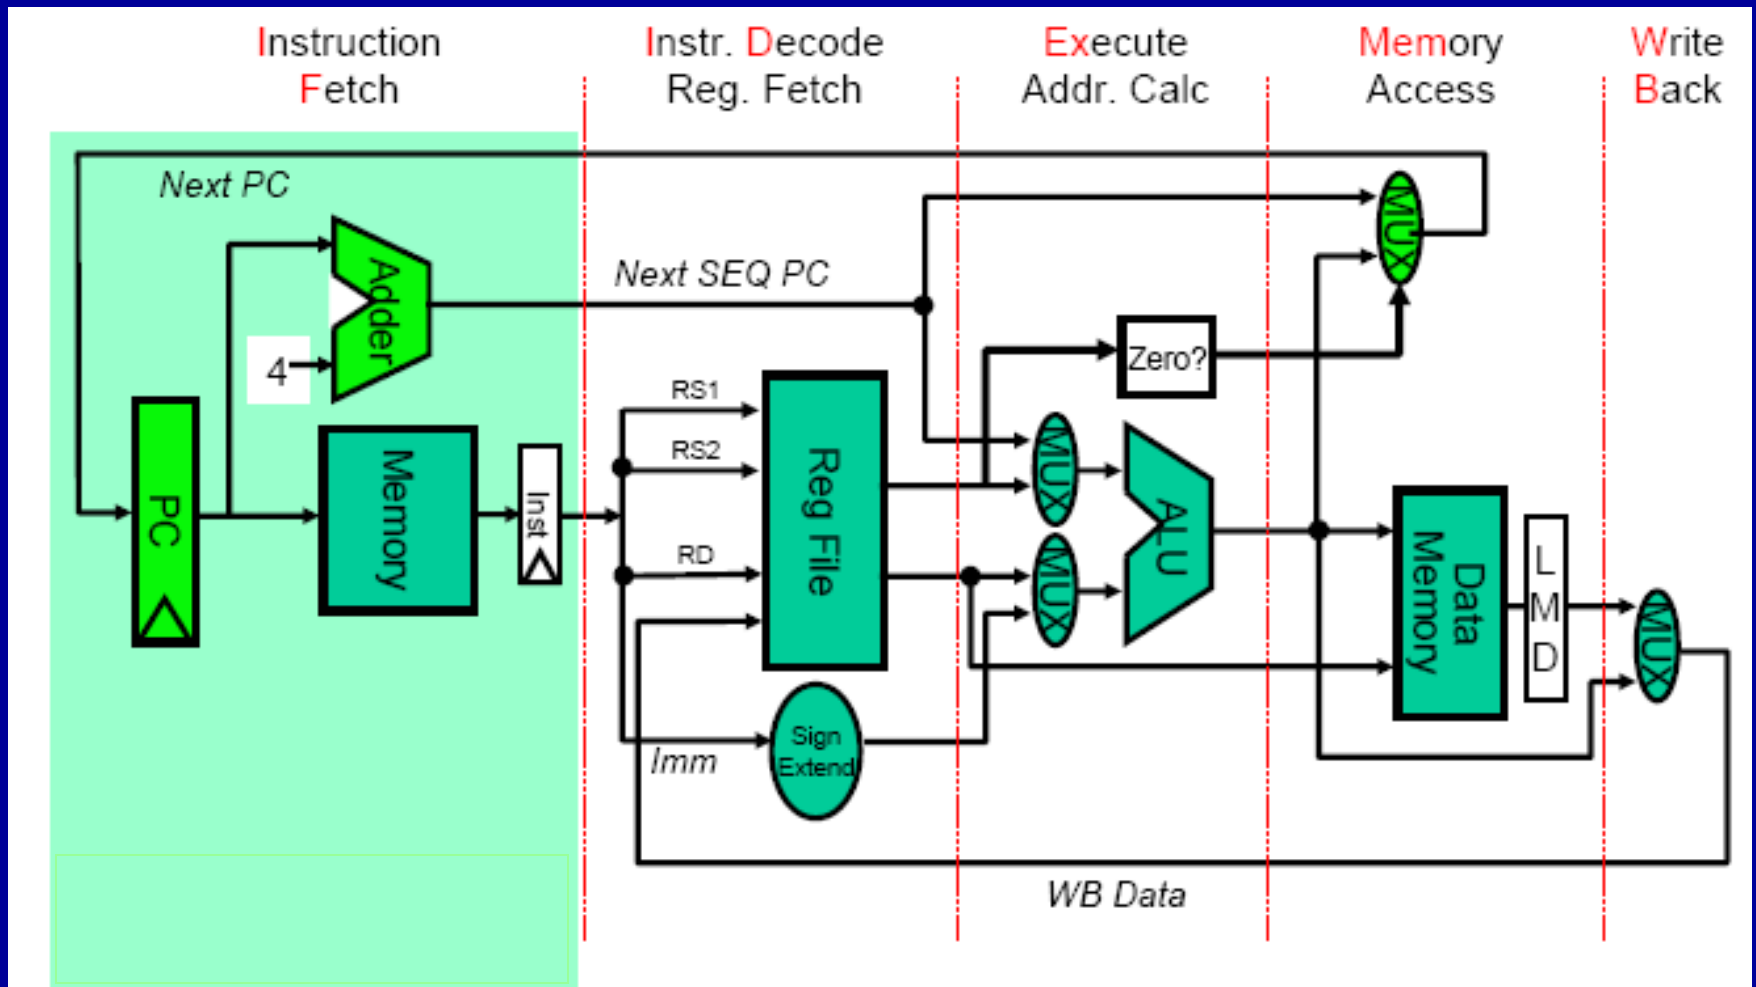 Instruction
Fetch
Instr. Decode
Reg. Fetch
Execute
Addr. Calc
Memory
Access
Write
Back
Next PC
Adder
4
Next SEQ PC
PC
Memory
Inst
RS1
RS2
RD
Reg File
Imm
Sign
Extend
Zero?
MUX
MUX
ALU
MUX
Data
Memory
L
M
D
MUX
WB Data